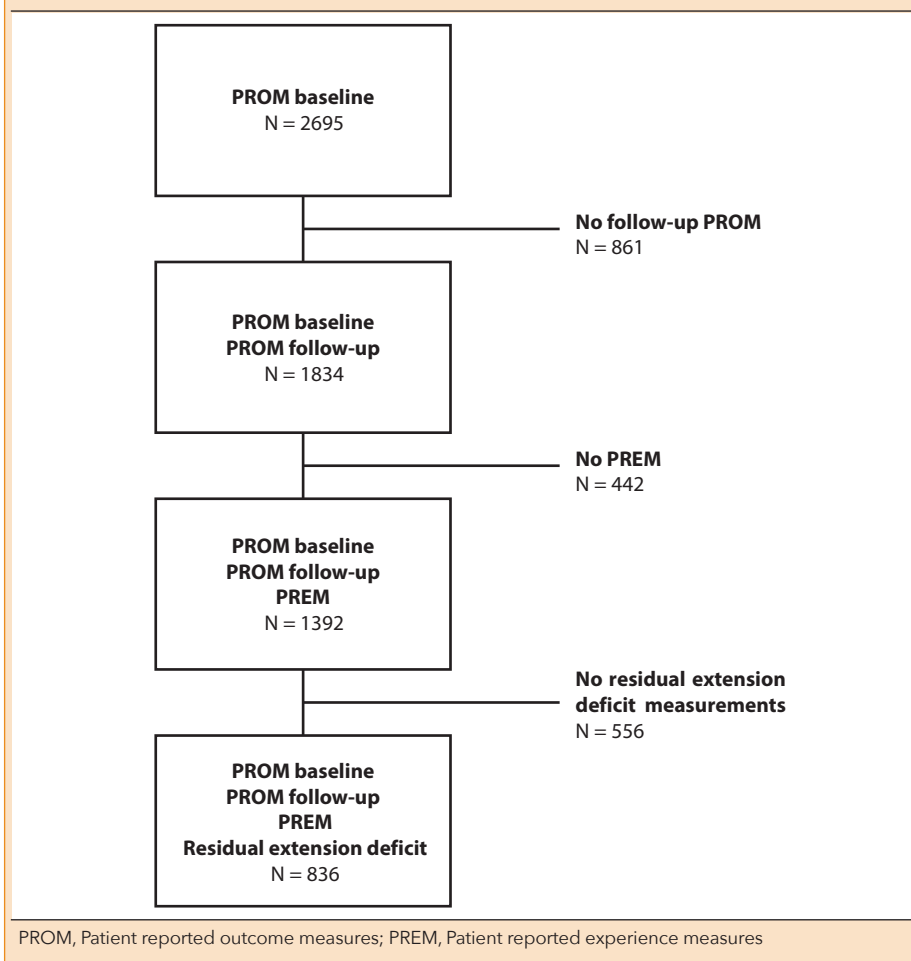 PROM baseline
N = 2695
No follow-up PROM
N = 861
PROM baseline
PROM follow-up
N = 1834
No PREM
N = 442
PROM baseline
PROM follow-up
PREM
N = 1392
No residual extension
deficit measurements
N = 556
PROM baseline
PROM follow-up
PREM
Residual extension deficit
N = 836
PROM, Patient reported outcome measures; PREM, Patient reported experience measures